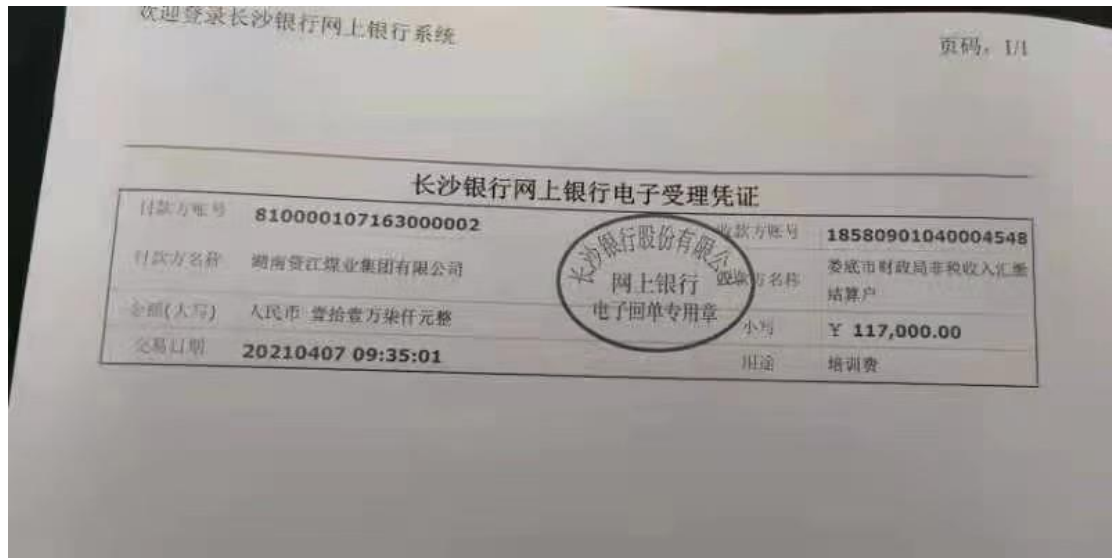 欢迎登录长沙银行网上银行系统
页码: 1/1
长沙银行网上银行电子受理凭证
付款方账号 810000107163000002 收款方账号 18580901040004548
付款方名称 湖南资江煤业集团有限公司 收款方名称 娄底市财政局非税收入汇缴
结算户
金额(大写) 人民币 壹拾壹万柒仟元整 小写 ¥ 117,000.00
交易日期 20210407 09:35:01 用途 培训费
长沙银行股份有限公司
网上银行
电子回单专用章